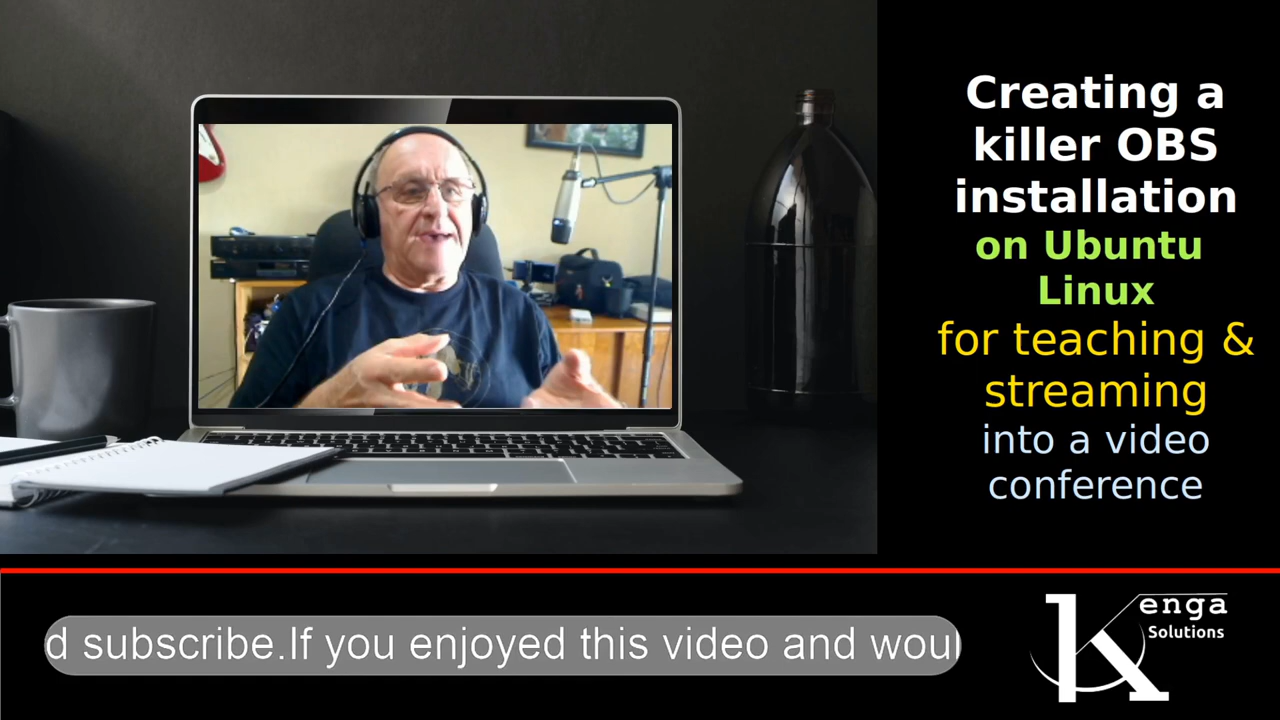 Creating a
killer OBS
installation
on Ubuntu
Linux
for teaching &
streaming
into a video
conference
d subscribe.If you enjoyed this video and woul
Kenga
Solutions